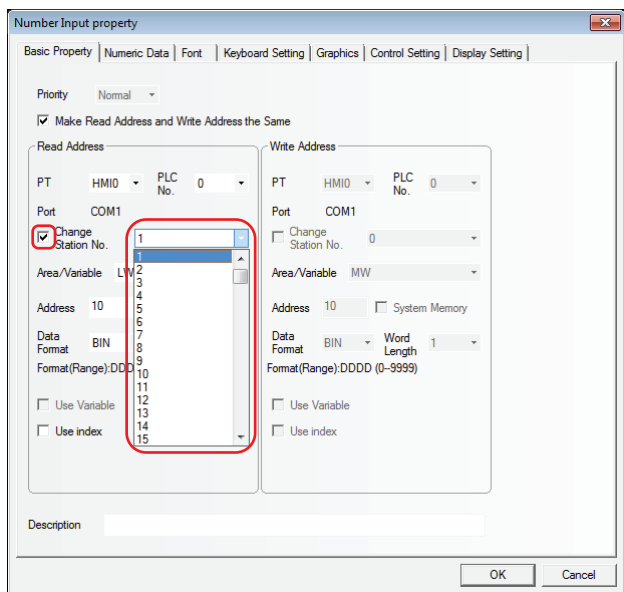 Number Input property
Basic Property Numeric Data Font Keyboard Setting Graphics Control Setting Display Setting
Priority Normal
Make Read Address and Write Address the Same
Read Address
PT HMI0 PLC No. 0
Port COM1
Change Station No. 1
1
2
3
4
5
6
7
8
9
10
11
12
13
14
15
Area/Variable
Address 10
Data Format BIN
Format(Range):DDD
Use Variable
Use index
Write Address
PT HMI0 PLC No. 0
Port COM1
Change Station No. 0
Area/Variable MW
Address 10 System Memory
Data Format BIN Word Length 1
Format(Range):DDDD (0--9999)
Use Variable
Use index
Description
OK Cancel